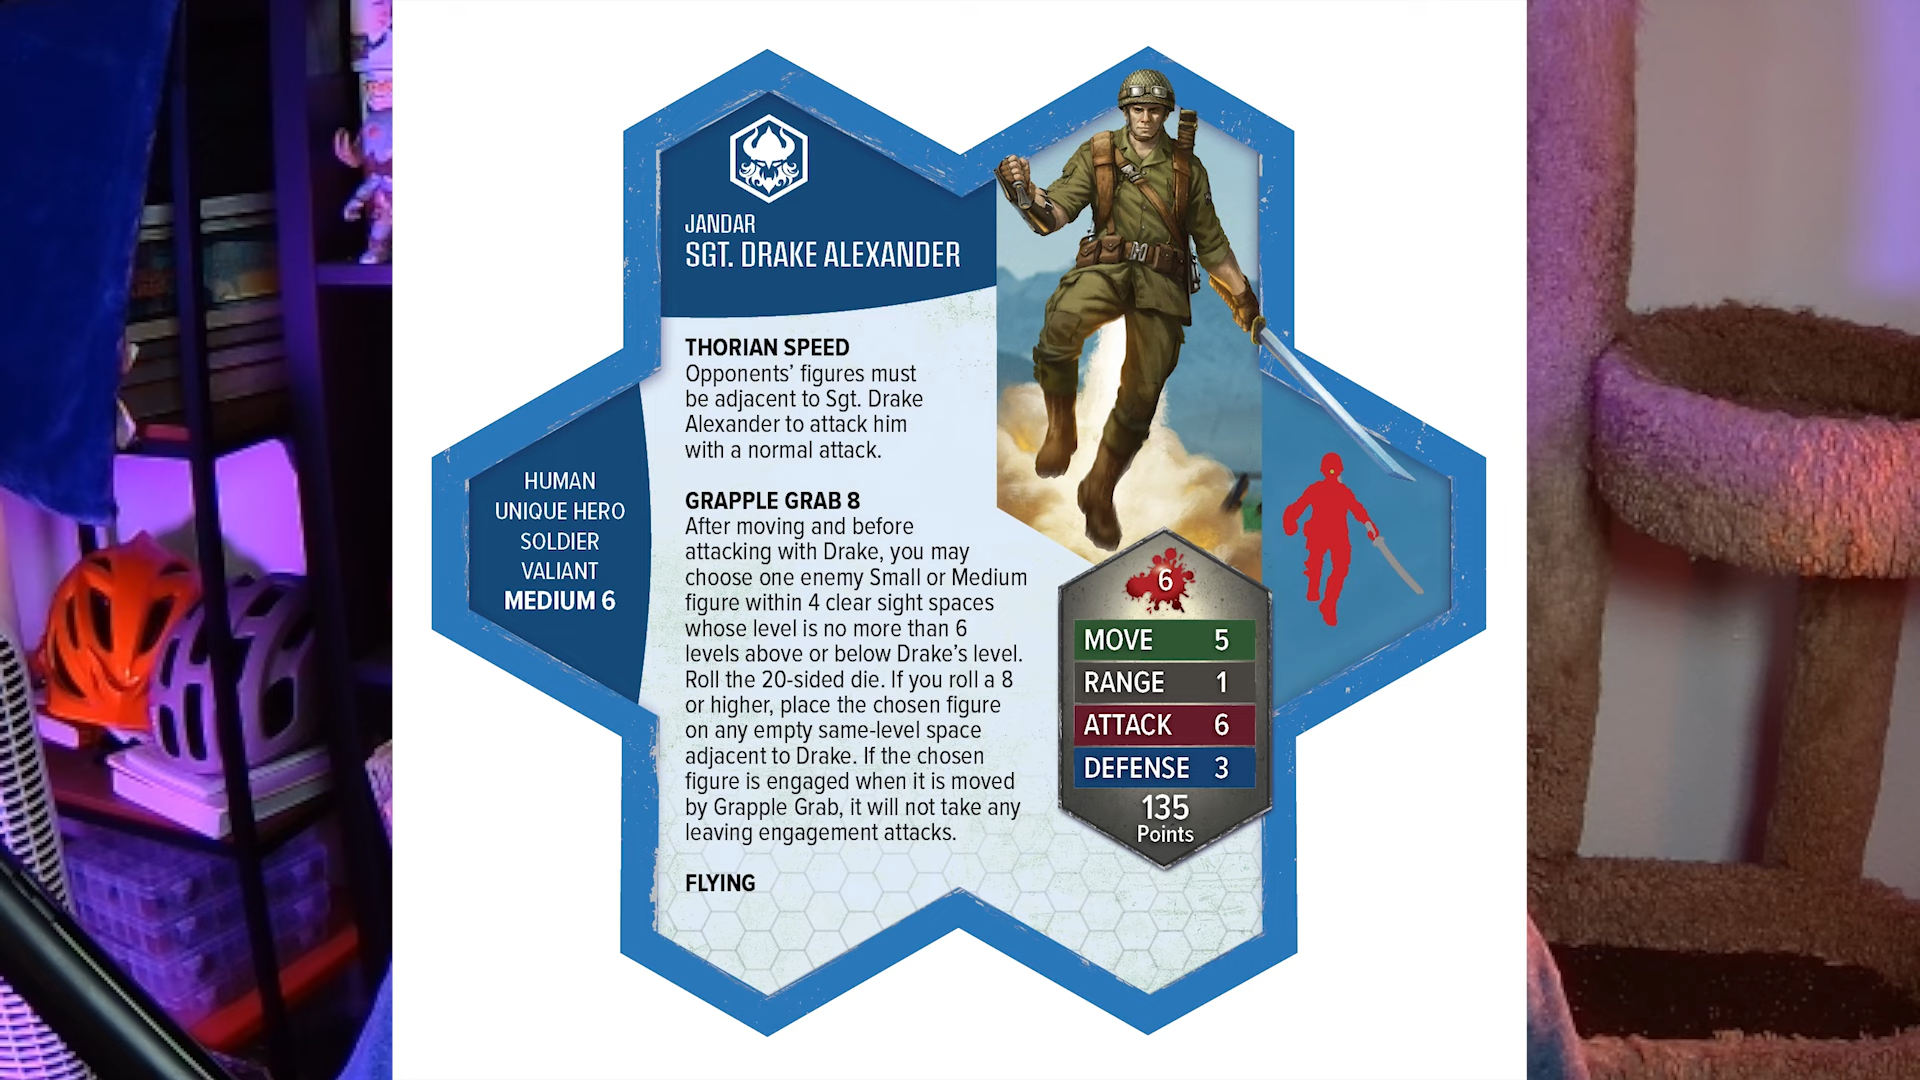 JANDAR
SGT. DRAKE ALEXANDER
THORIAN SPEED
Opponents’ figures must
be adjacent to Sgt. Drake
Alexander to attack him
with a normal attack.
GRAPPLE GRAB 8
After moving and before
attacking with Drake, you may
choose one enemy Small or Medium
figure within 4 clear sight spaces
whose level is no more than 6
levels above or below Drake’s level.
Roll the 20-sided die. If you roll a 8
or higher, place the chosen figure
on any empty same-level space
adjacent to Drake. If the chosen
figure is engaged when it is moved
by Grapple Grab, it will not take any
leaving engagement attacks.
FLYING
HUMAN
UNIQUE HERO
SOLDIER
VALIANT
MEDIUM 6
6
MOVE 5
RANGE 1
ATTACK 6
DEFENSE 3
135
Points